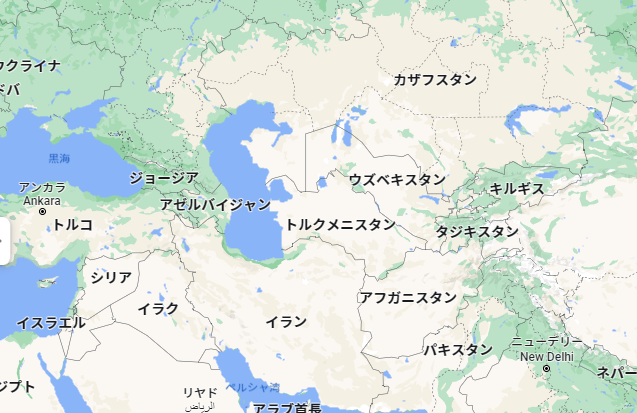 カザフスタン
ウクライナ
ドバ
黒海
ジョージア
ウズベキスタン
キルギス
アンカラ
Ankara
アゼルバイジャン
トルコ
トルクメニスタン
タジキスタン
シリア
アフガニスタン
イラク
イスラエル
イラン
パキスタン
ニューデリー
New Delhi
ネパー
ジプト
ペルシャ湾
リヤド
الرياض
アラブ首長